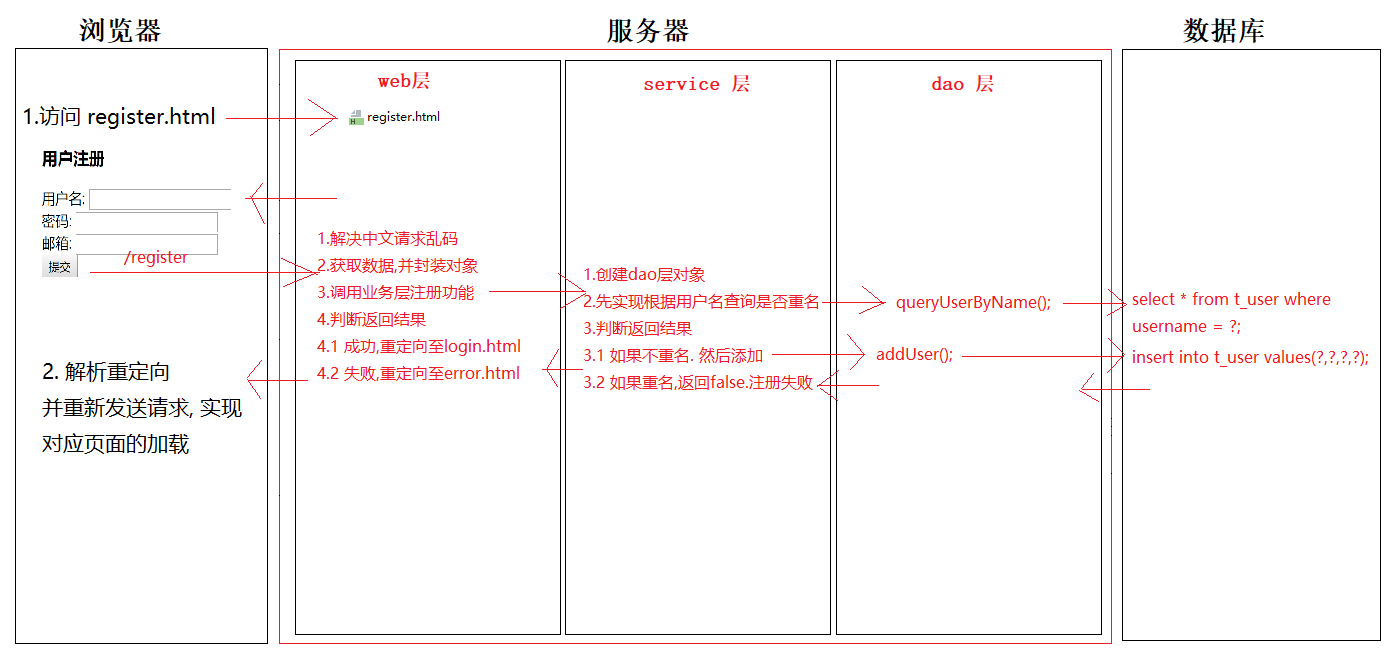 浏览器
服务器
数据库
web层
service 层
dao 层
1.访问 register.html
register.html
用户注册
用户名:
密码:
邮箱:
提交
/register
1.解决中文请求乱码
2.获取数据,并封装对象
3.调用业务层注册功能
4.判断返回结果
4.1 成功,重定向至login.html
4.2 失败,重定向至error.html
1.创建dao层对象
2.先实现根据用户名查询是否重名
3.判断返回结果
3.1 如果不重名. 然后添加
3.2 如果重名,返回false.注册失败
queryUserByName();
addUser();
select * from t_user where
username = ?;
insert into t_user values(?,?,?,?);
2. 解析重定向
并重新发送请求, 实现
对应页面的加载